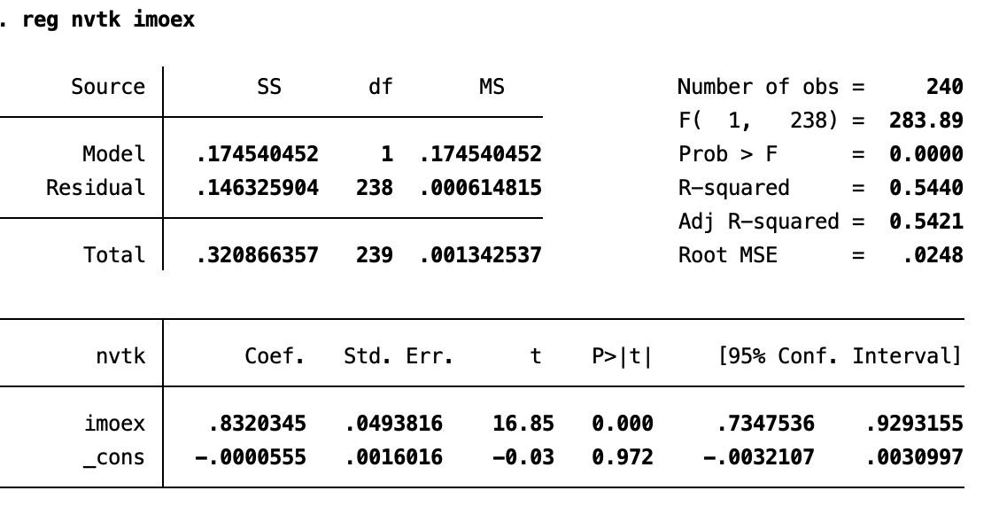 . reg nvtk imoex
Source SS df MS Number of obs = 240
F( 1, 238) = 283.89
Model .174540452 1 .174540452 Prob > F = 0.0000
Residual .146325904 238 .000614815 R-squared = 0.5440
Adj R-squared = 0.5421
Total .320866357 239 .001342537 Root MSE = .0248
nvtk Coef. Std. Err. t P>|t| [95% Conf. Interval]
imoex .8320345 .0493816 16.85 0.000 .7347536 .9293155
_cons -.0000555 .0016016 -0.03 0.972 -.0032107 .0030997